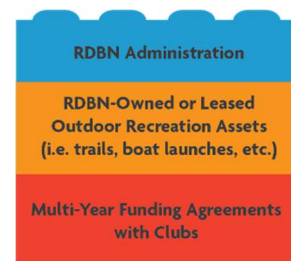 RDBN Administration
RDBN-Owned or Leased
Outdoor Recreation Assets
(i.e. trails, boat launches, etc.)
Multi-Year Funding Agreements
with Clubs